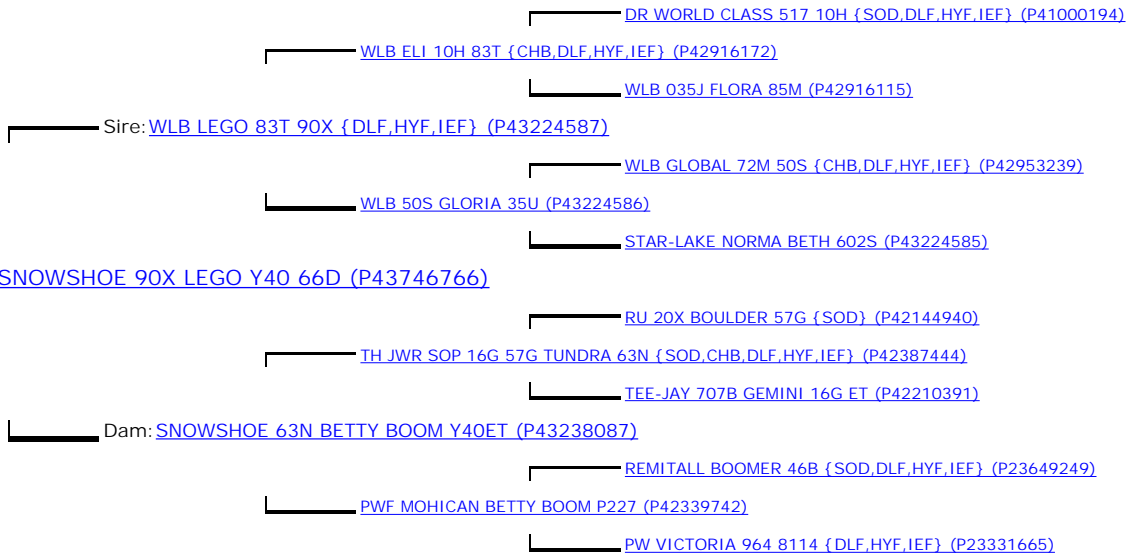 DR WORLD CLASS 517 10H {SOD,DLF,HYF,IEF} (P41000194)
WLB ELI 10H 83T {CHB,DLF,HYF,IEF} (P42916172)
WLB 035J FLORA 85M (P42916115)
Sire: WLB LEGO 83T 90X {DLF,HYF,IEF} (P43224587)
WLB GLOBAL 72M 50S {CHB,DLF,HYF,IEF} (P42953239)
WLB 50S GLORIA 35U (P43224586)
STAR-LAKE NORMA BETH 602S (P43224585)
SNOWSHOE 90X LEGO Y40 66D (P43746766)
RU 20X BOULDER 57G {SOD} (P42144940)
TH JWR SOP 16G 57G TUNDRA 63N {SOD,CHB,DLF,HYF,IEF} (P42387444)
TEE-JAY 707B GEMINI 16G ET (P42210391)
Dam: SNOWSHOE 63N BETTY BOOM Y40ET (P43238087)
REMITALL BOOMER 46B {SOD,DLF,HYF,IEF} (P23649249)
PWF MOHICAN BETTY BOOM P227 (P42339742)
PW VICTORIA 964 8114 {DLF,HYF,IEF} (P23331665)